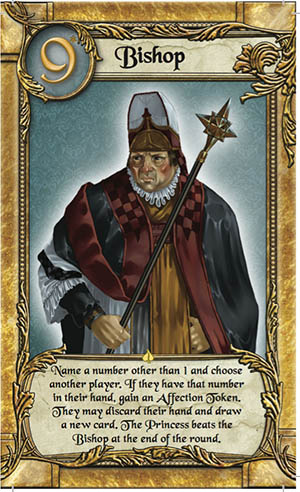 9
Bishop
Name a number other than 1 and choose
another player. If they have that number
in their hand, gain an Affection Token.
They may discard their hand and draw
a new card. The Princess beats the
Bishop at the end of the round.